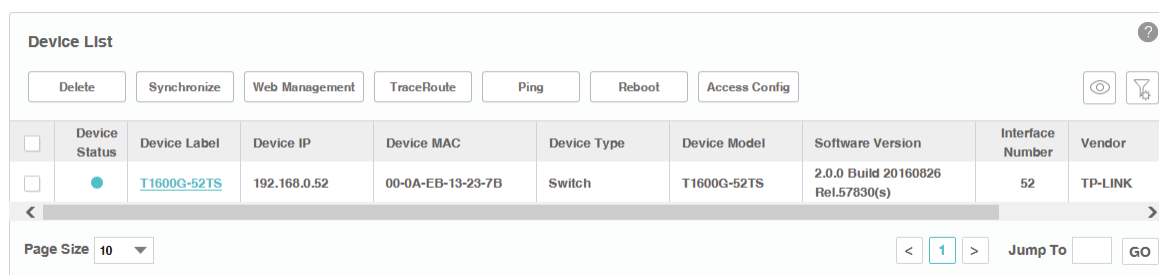 Device List
?
Delete Synchronize Web Management TraceRoute Ping Reboot Access Config
Device Status Device Label Device IP Device MAC Device Type Device Model Software Version Interface Number Vendor
T1600G-52TS 192.168.0.52 00-0A-EB-13-23-7B Switch T1600G-52TS 2.0.0 Build 20160826 Rel.57830(s) 52 TP-LINK
Page Size 10 < 1 > Jump To GO